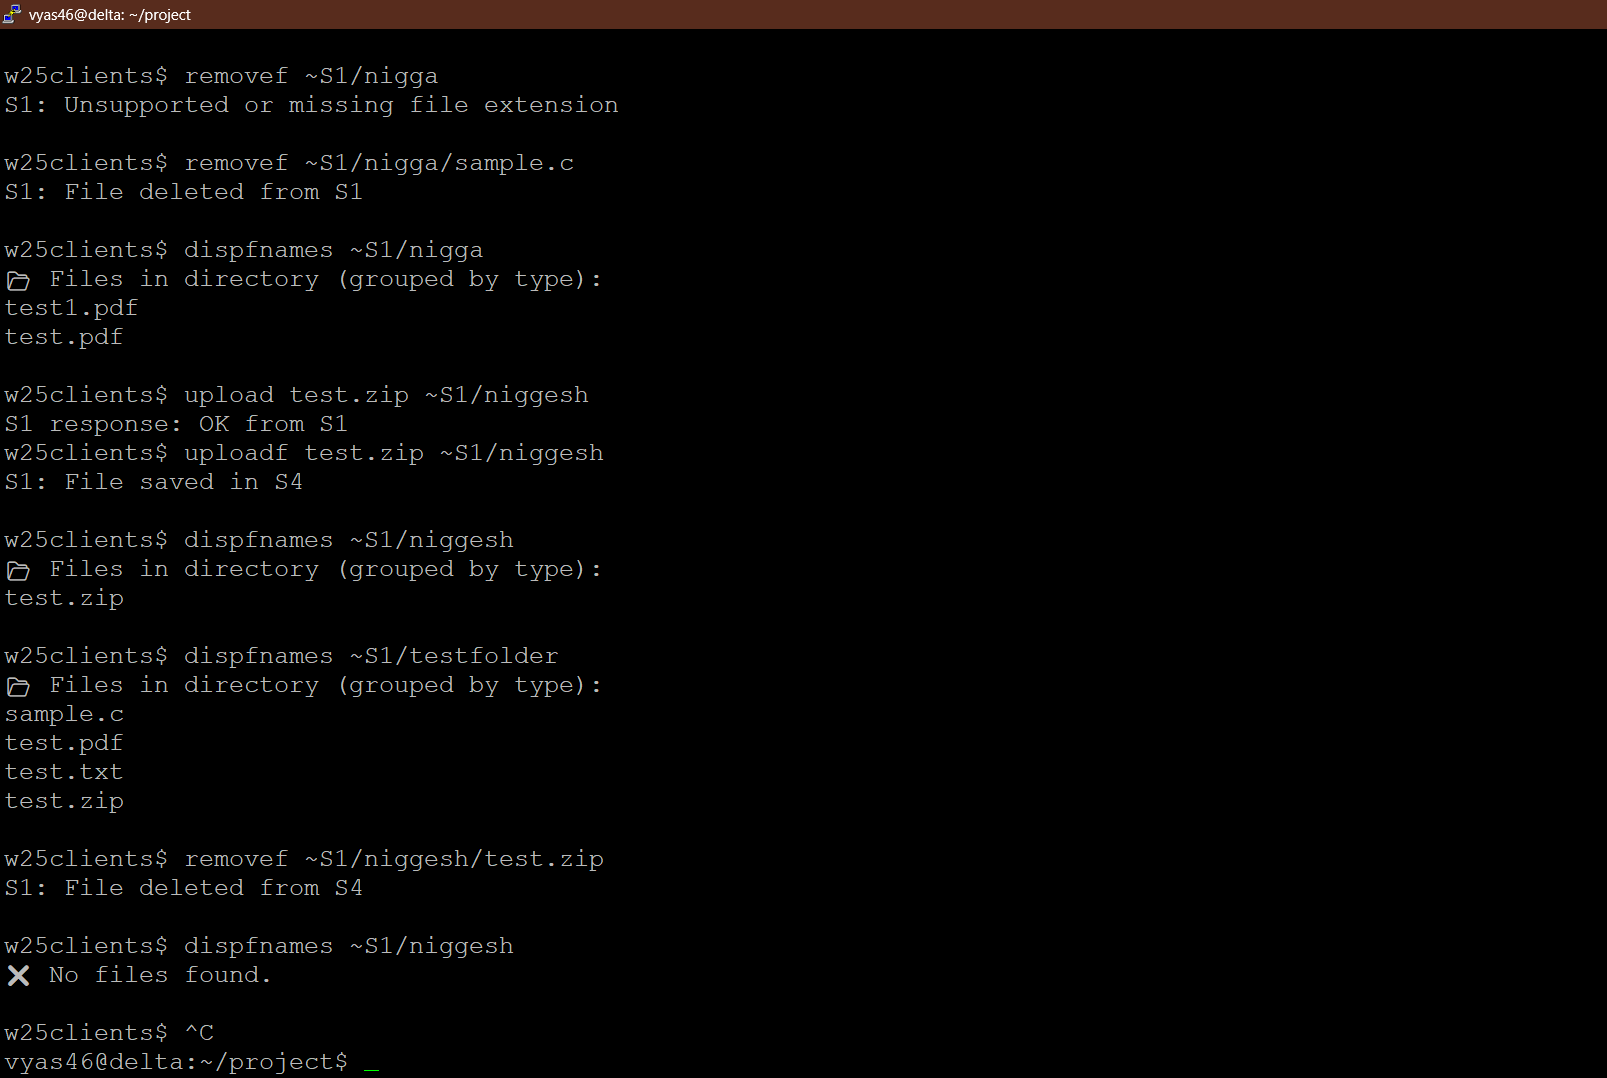 vyas46@delta: ~/project
w25clients$ removef ~S1/nigga
S1: Unsupported or missing file extension
w25clients$ removef ~S1/nigga/sample.c
S1: File deleted from S1
w25clients$ dispfnames ~S1/nigga
📂 Files in directory (grouped by type):
test1.pdf
test.pdf
w25clients$ upload test.zip ~S1/niggesh
S1 response: OK from S1
w25clients$ uploadf test.zip ~S1/niggesh
S1: File saved in S4
w25clients$ dispfnames ~S1/niggesh
📂 Files in directory (grouped by type):
test.zip
w25clients$ dispfnames ~S1/testfolder
📂 Files in directory (grouped by type):
sample.c
test.pdf
test.txt
test.zip
w25clients$ removef ~S1/niggesh/test.zip
S1: File deleted from S4
w25clients$ dispfnames ~S1/niggesh
❌ No files found.
w25clients$ ^C
vyas46@delta:~/project$ _